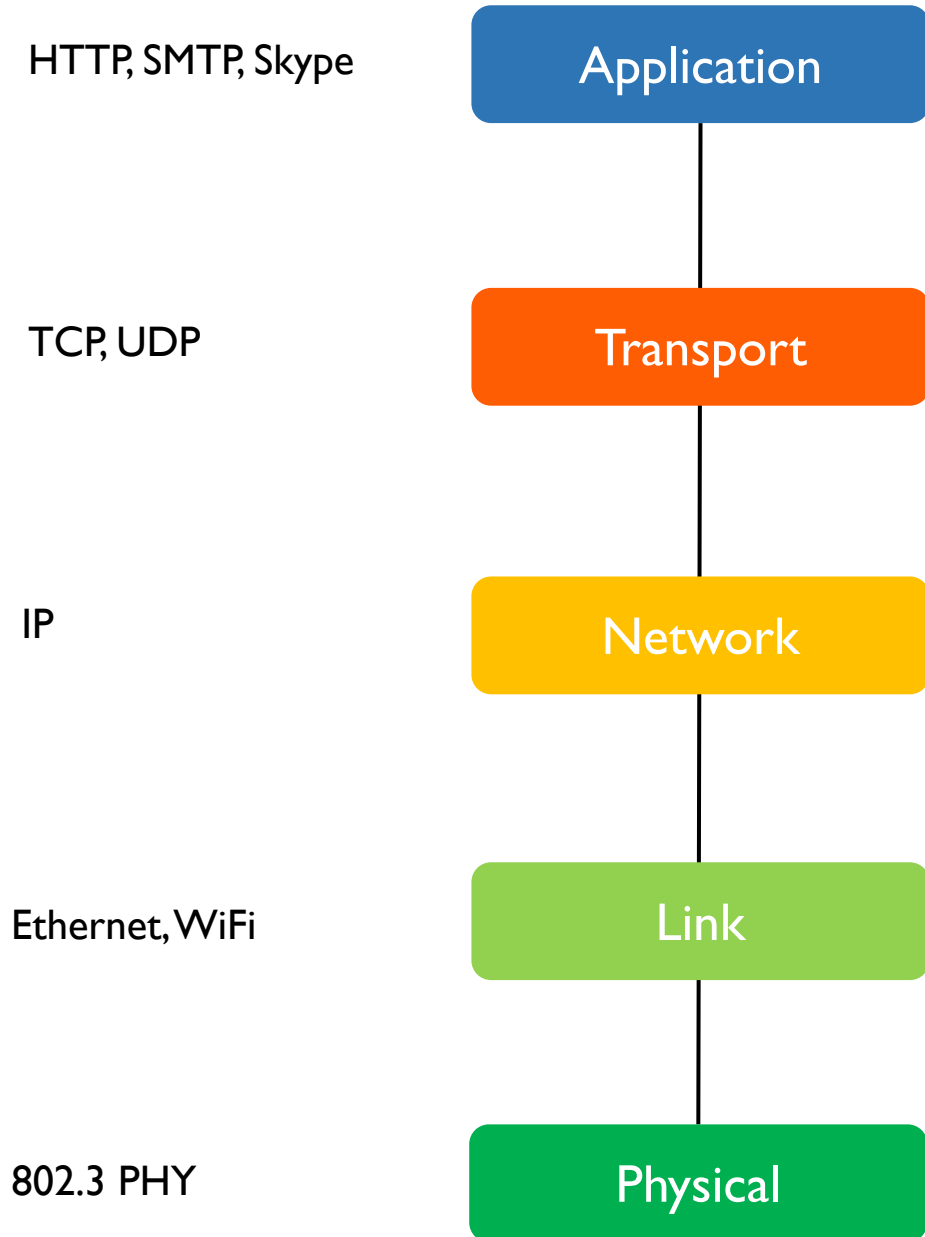 HTTP, SMTP, Skype Application
TCP, UDP Transport
IP Network
Ethernet, WiFi Link
802.3 PHY Physical